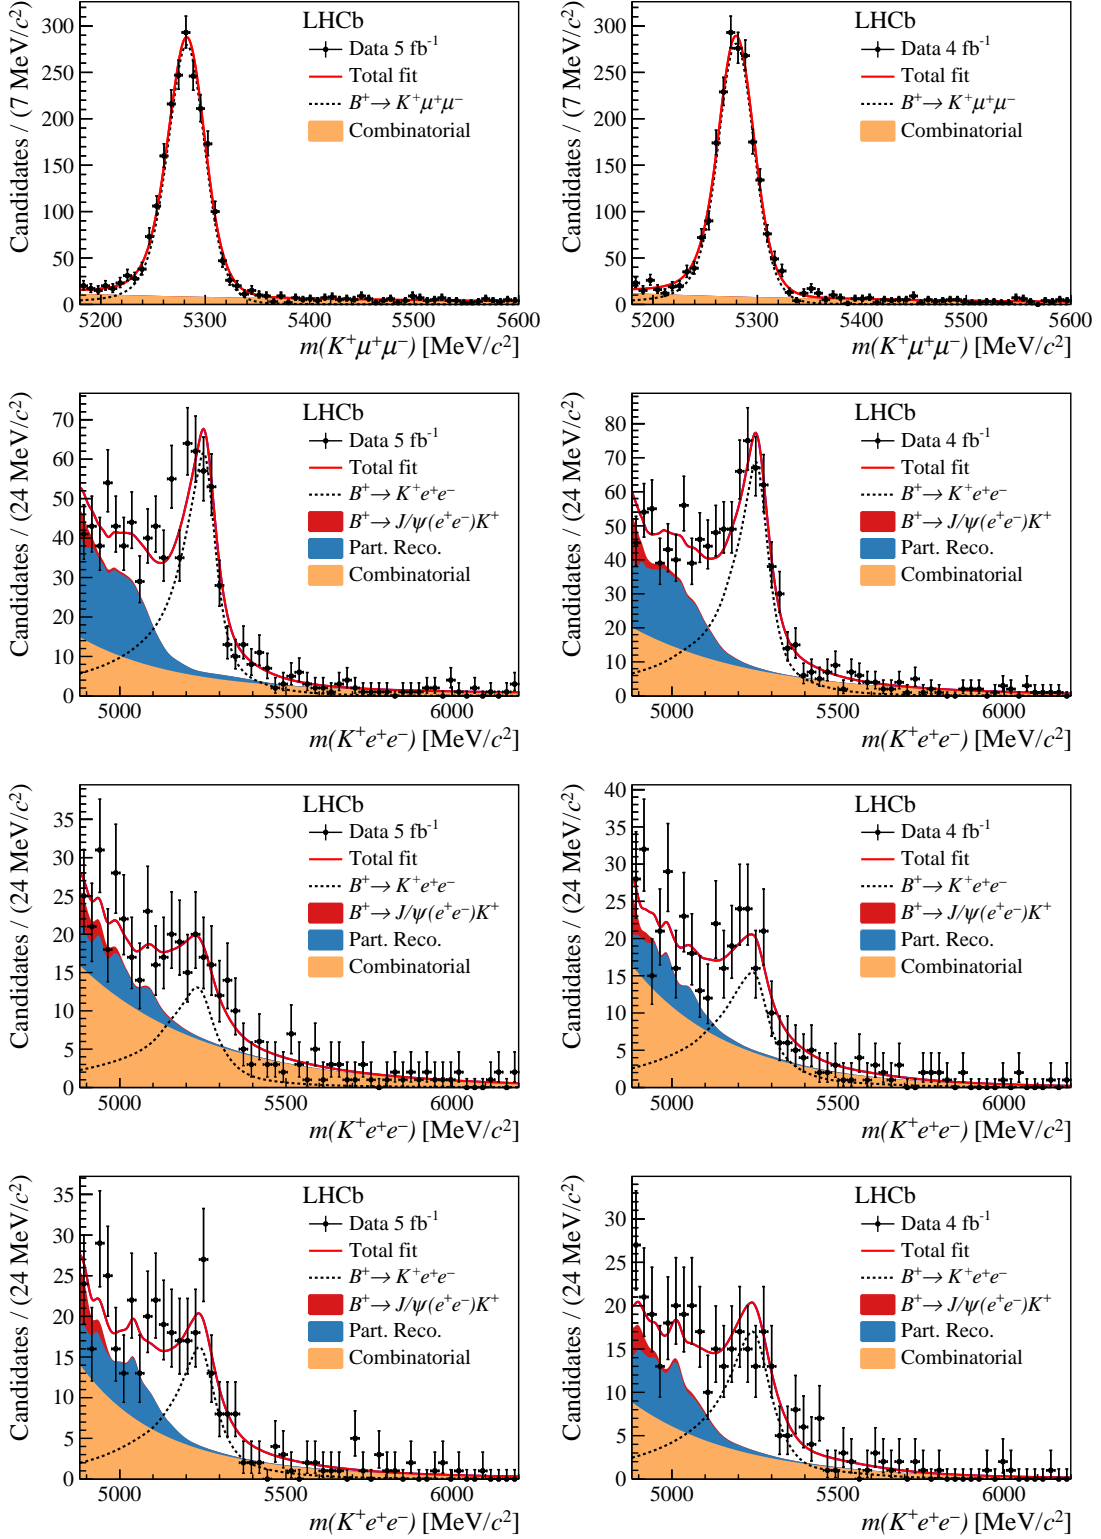 LHCb
Data 5 fb⁻¹
Total fit
B⁺→ K⁺μ⁺μ⁻
Combinatorial
Candidates / (7 MeV/c²)
300
250
200
150
100
50
0
5200 5300 5400 5500 5600
m(K⁺μ⁺μ⁻) [MeV/c²]
LHCb
Data 4 fb⁻¹
Total fit
B⁺→ K⁺μ⁺μ⁻
Combinatorial
Candidates / (7 MeV/c²)
300
250
200
150
100
50
0
5200 5300 5400 5500 5600
m(K⁺μ⁺μ⁻) [MeV/c²]
LHCb
Data 5 fb⁻¹
Total fit
B⁺→ K⁺e⁺e⁻
B⁺→ J/ψ(e⁺e⁻)K⁺
Part. Reco.
Combinatorial
Candidates / (24 MeV/c²)
70
60
50
40
30
20
10
0
5000 5500 6000
m(K⁺e⁺e⁻) [MeV/c²]
LHCb
Data 4 fb⁻¹
Total fit
B⁺→ K⁺e⁺e⁻
B⁺→ J/ψ(e⁺e⁻)K⁺
Part. Reco.
Combinatorial
Candidates / (24 MeV/c²)
80
70
60
50
40
30
20
10
0
5000 5500 6000
m(K⁺e⁺e⁻) [MeV/c²]
LHCb
Data 5 fb⁻¹
Total fit
B⁺→ K⁺e⁺e⁻
B⁺→ J/ψ(e⁺e⁻)K⁺
Part. Reco.
Combinatorial
Candidates / (24 MeV/c²)
35
30
25
20
15
10
5
0
5000 5500 6000
m(K⁺e⁺e⁻) [MeV/c²]
LHCb
Data 4 fb⁻¹
Total fit
B⁺→ K⁺e⁺e⁻
B⁺→ J/ψ(e⁺e⁻)K⁺
Part. Reco.
Combinatorial
Candidates / (24 MeV/c²)
40
35
30
25
20
15
10
5
0
5000 5500 6000
m(K⁺e⁺e⁻) [MeV/c²]
LHCb
Data 5 fb⁻¹
Total fit
B⁺→ K⁺e⁺e⁻
B⁺→ J/ψ(e⁺e⁻)K⁺
Part. Reco.
Combinatorial
Candidates / (24 MeV/c²)
35
30
25
20
15
10
5
0
5000 5500 6000
m(K⁺e⁺e⁻) [MeV/c²]
LHCb
Data 4 fb⁻¹
Total fit
B⁺→ K⁺e⁺e⁻
B⁺→ J/ψ(e⁺e⁻)K⁺
Part. Reco.
Combinatorial
Candidates / (24 MeV/c²)
30
25
20
15
10
5
0
5000 5500 6000
m(K⁺e⁺e⁻) [MeV/c²]